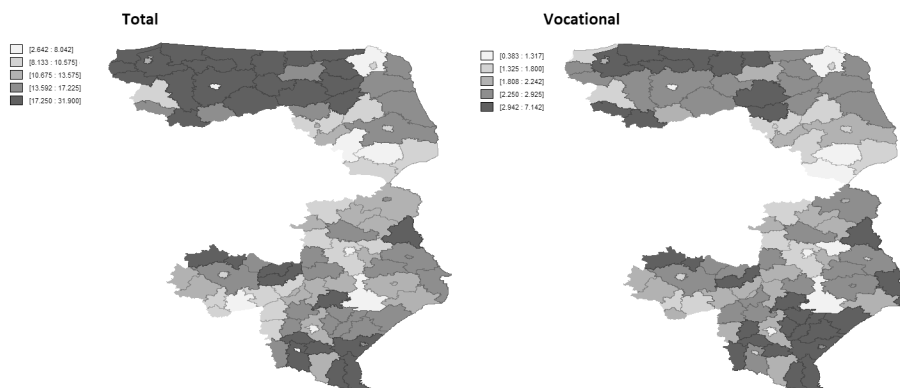 Total
[2.642 : 8.042]
[8.133 : 10.575]
[10.675 : 13.575]
[13.592 : 17.225]
[17.250 : 31.900]
Vocational
[0.383 : 1.317]
[1.325 : 1.800]
[1.808 : 2.242]
[2.250 : 2.925]
[2.942 : 7.142]